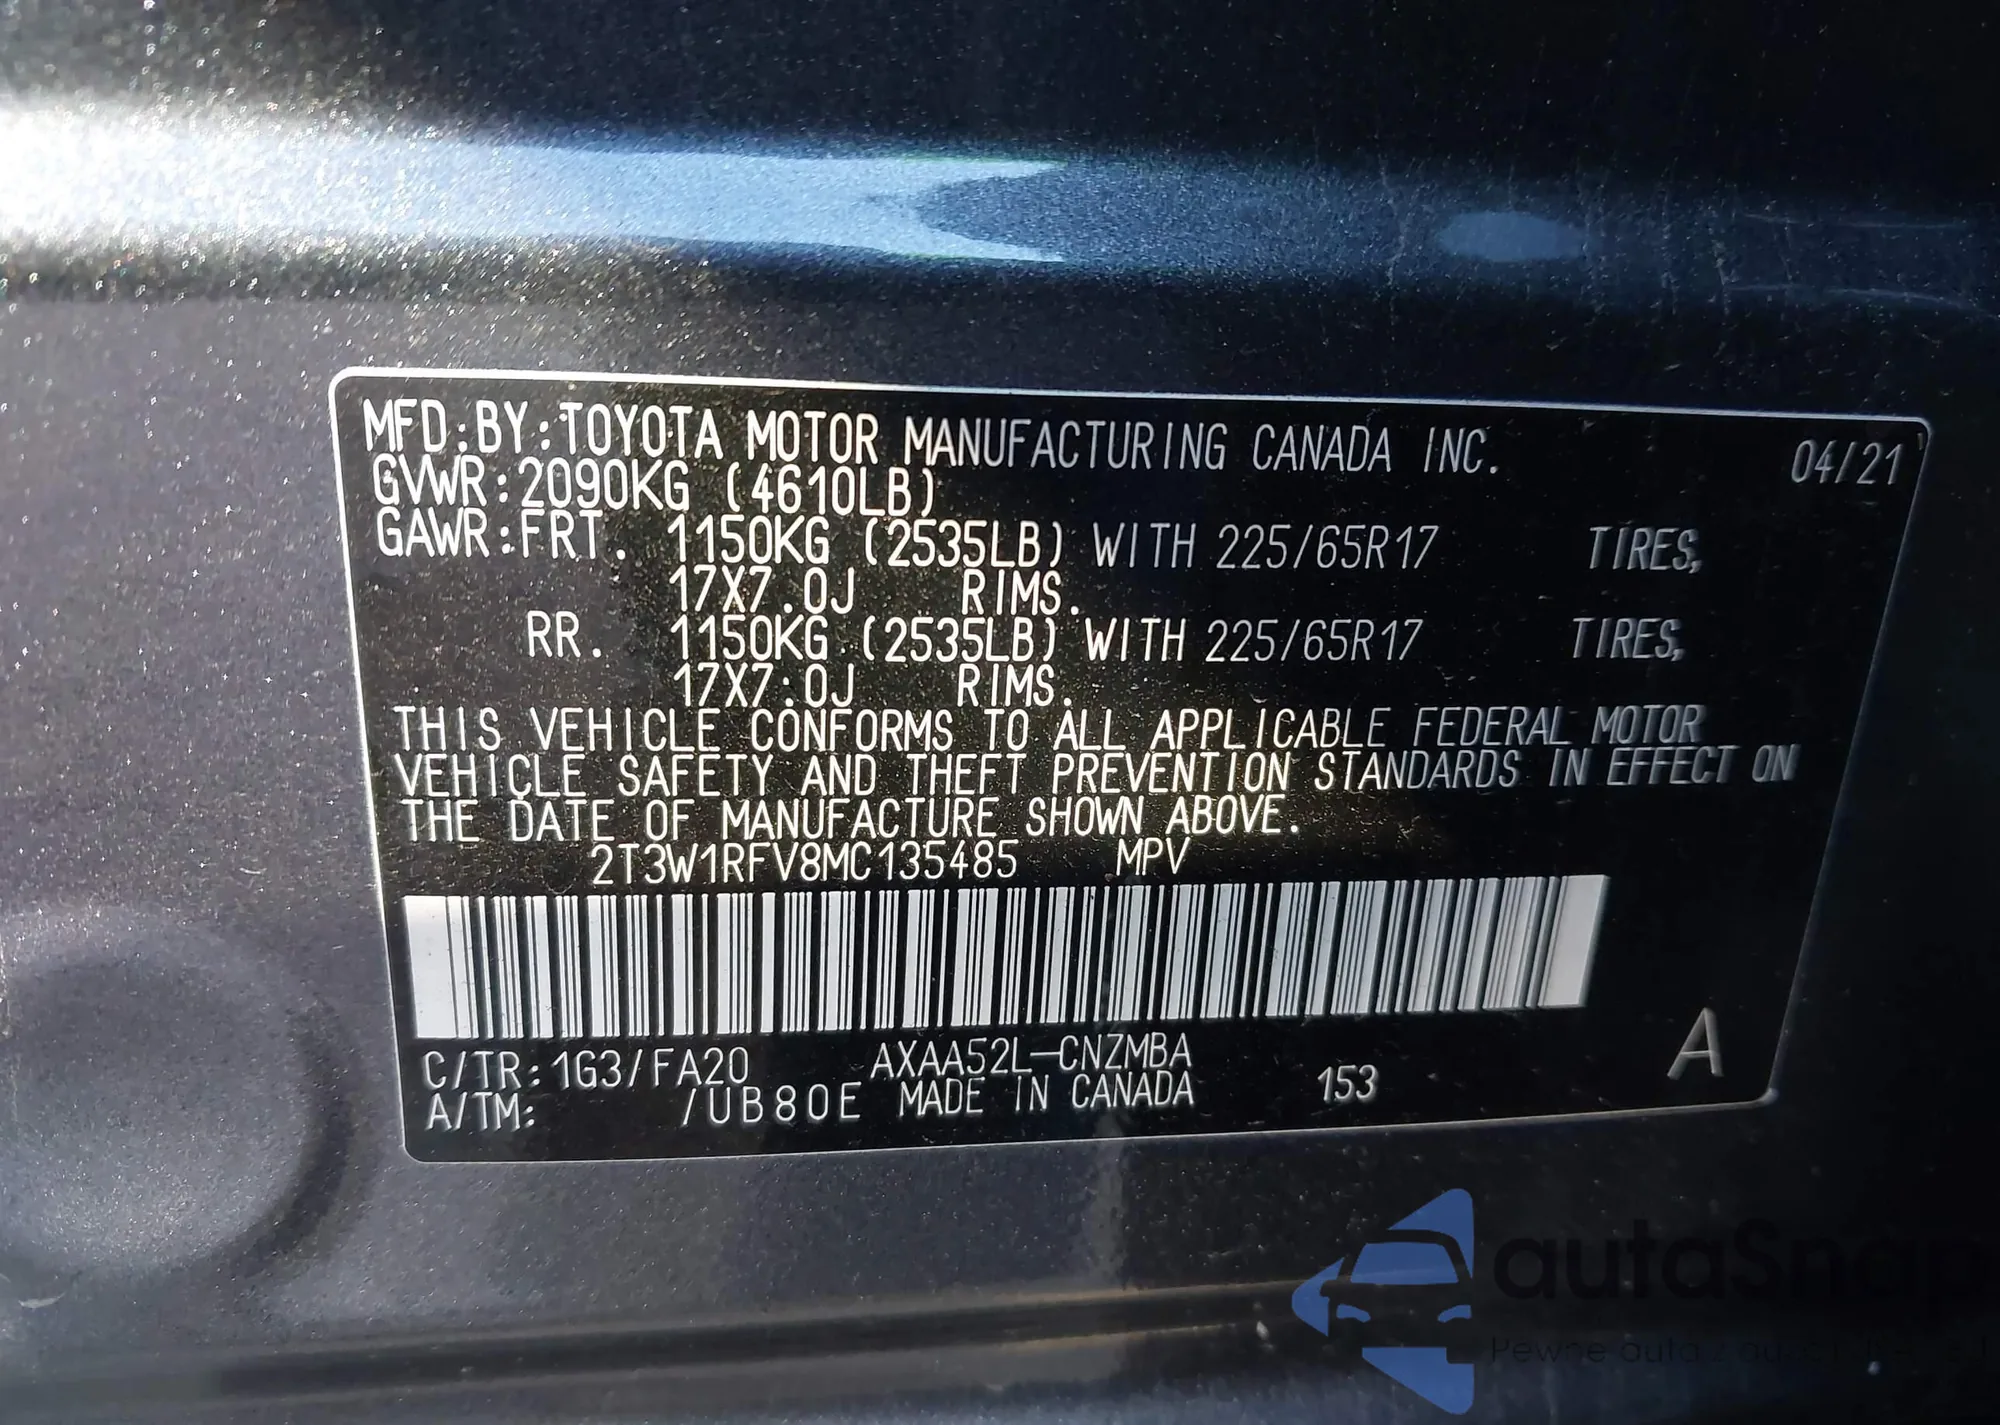 MFD.BY:TOYOTA MOTOR MANUFACTURING CANADA INC. 04/21
GVWR:2090KG (4610LB)
GAWR:FRT. 1150KG (2535LB) WITH 225/65R17 TIRES,
17X7.0J RIMS.
RR. 1150KG (2535LB) WITH 225/65R17 TIRES,
17X7.0J RIMS.
THIS VEHICLE CONFORMS TO ALL APPLICABLE FEDERAL MOTOR
VEHICLE SAFETY AND THEFT PREVENTION STANDARDS IN EFFECT ON
THE DATE OF MANUFACTURE SHOWN ABOVE.
2T3W1RFV8MC135485 MPV
C/TR:1G3/FA20 AXAA52L-CNZMBA
A/TM: /UB80E MADE IN CANADA 153 A
autaSnap
Pewne auta z